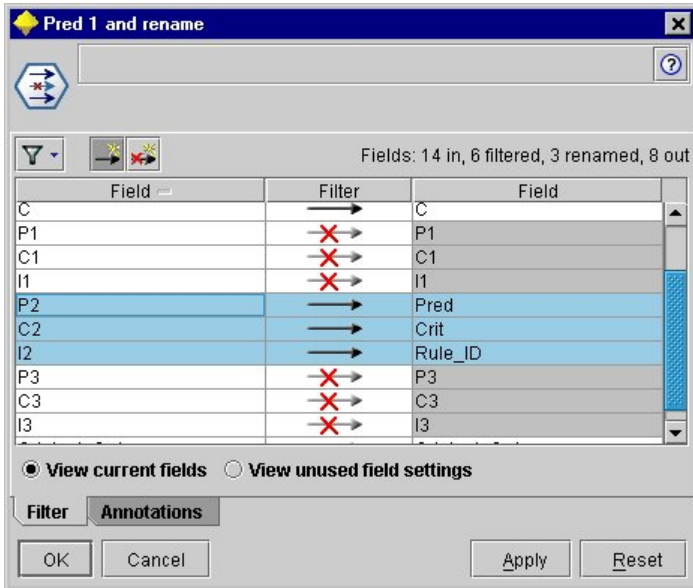 Pred 1 and rename
Fields: 14 in, 6 filtered, 3 renamed, 8 out
Field Filter Field
C C
P1 P1
C1 C1
I1 I1
P2 Pred
C2 Crit
I2 Rule_ID
P3 P3
C3 C3
I3 I3
View current fields View unused field settings
Filter Annotations
OK Cancel Apply Reset